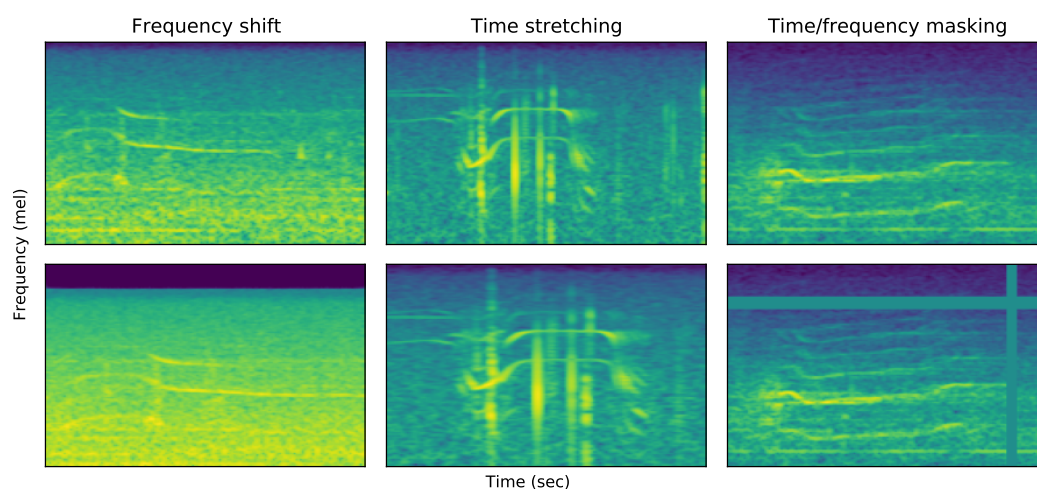 Frequency shift
Time stretching
Time/frequency masking
Frequency (mel)
Time (sec)